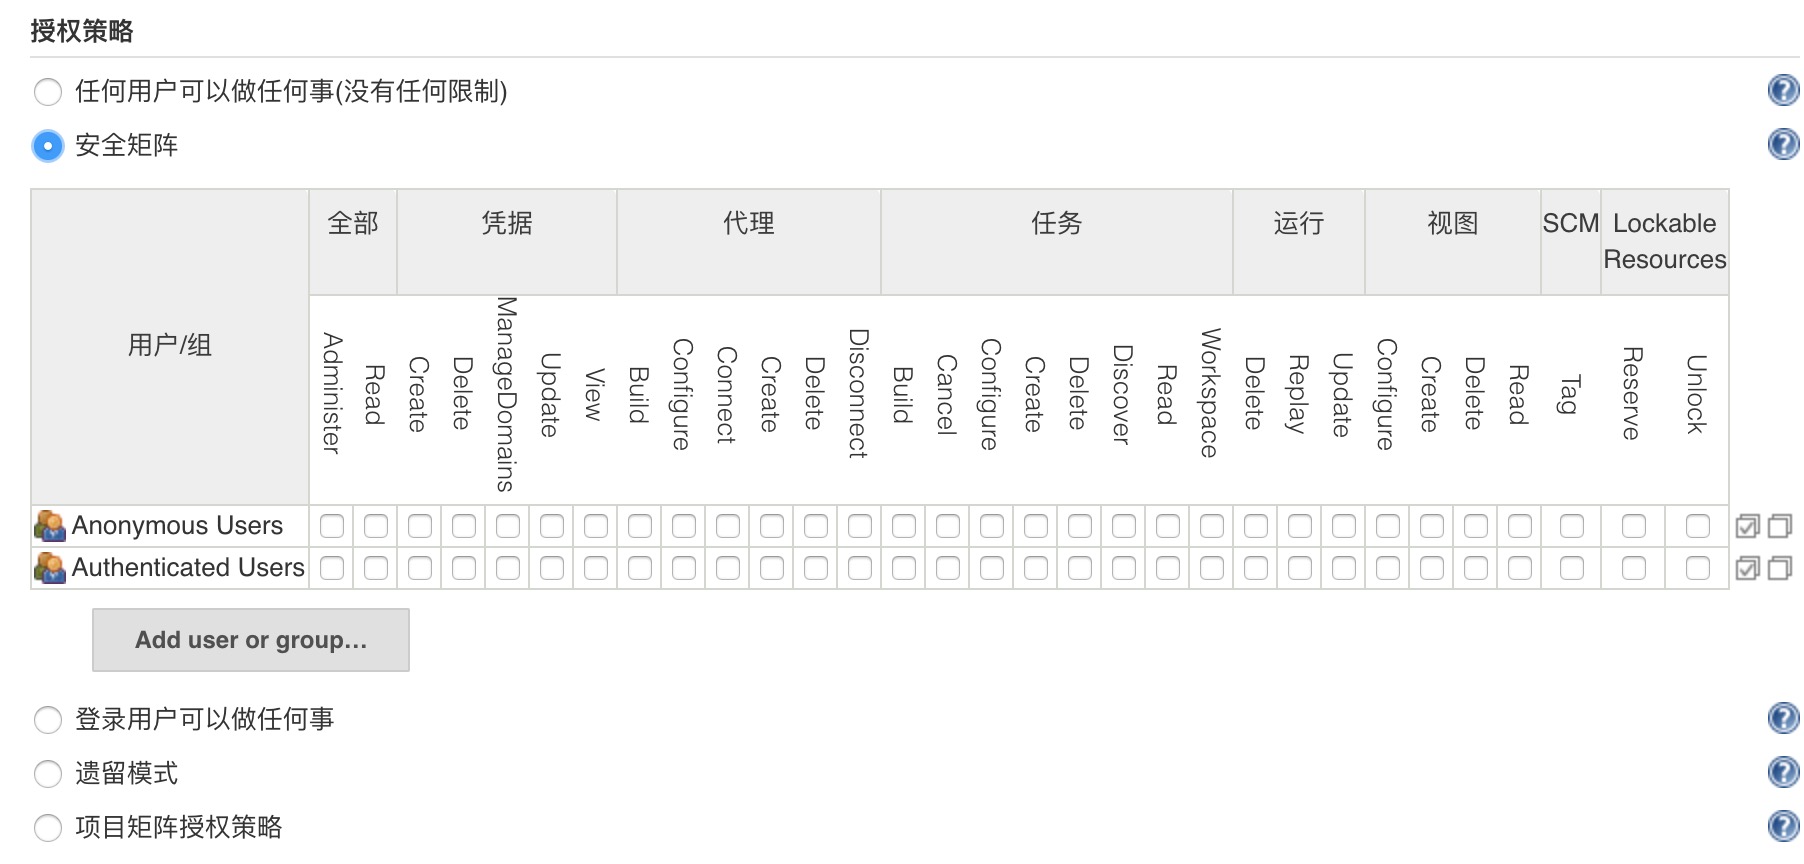 授权策略
任何用户可以做任何事(没有任何限制)
安全矩阵
用户/组
全部
凭据
代理
任务
运行
视图
SCM
Lockable
Resources
Administer
Read
Create
Delete
ManageDomains
Update
View
Build
Configure
Connect
Create
Delete
Disconnect
Build
Cancel
Configure
Create
Delete
Discover
Read
Workspace
Delete
Replay
Update
Configure
Create
Delete
Read
Tag
Reserve
Unlock
Anonymous Users
Authenticated Users
Add user or group...
登录用户可以做任何事
遗留模式
项目矩阵授权策略